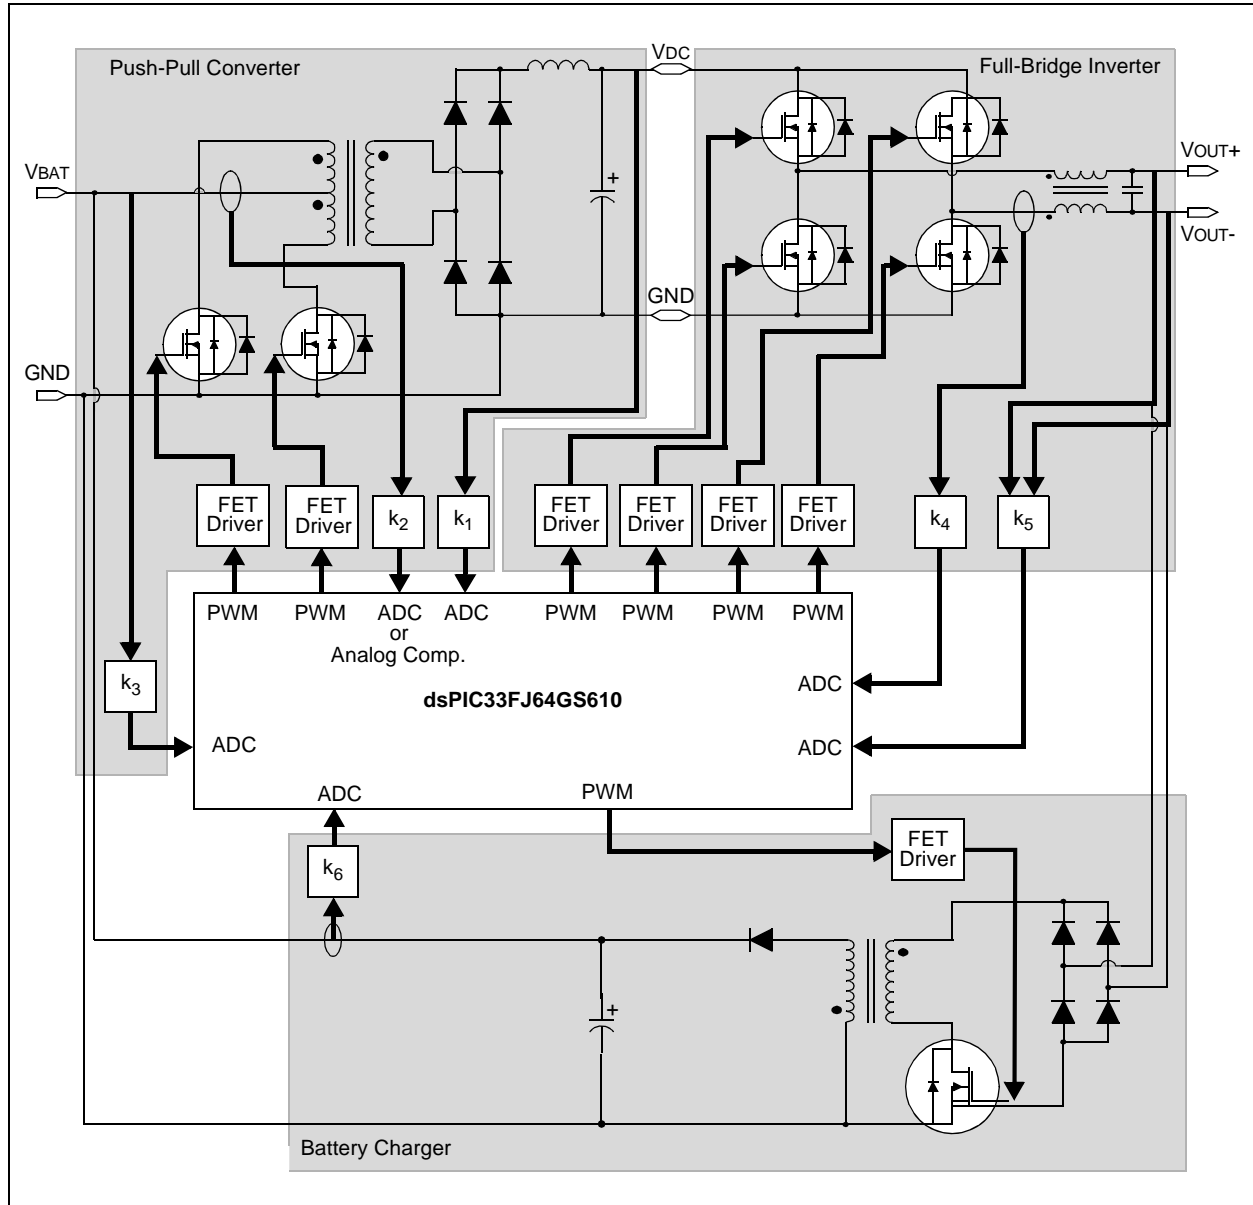 Push-Pull Converter
VDC
Full-Bridge Inverter
VBAT
VOUT+
VOUT-
GND
GND
+
FET
Driver
FET
Driver
k2
k1
FET
Driver
FET
Driver
FET
Driver
FET
Driver
k4
k5
PWM
PWM
ADC
or
Analog Comp.
ADC
PWM
PWM
PWM
PWM
k3
ADC
dsPIC33FJ64GS610
ADC
ADC
ADC
PWM
k6
FET
Driver
+
Battery Charger